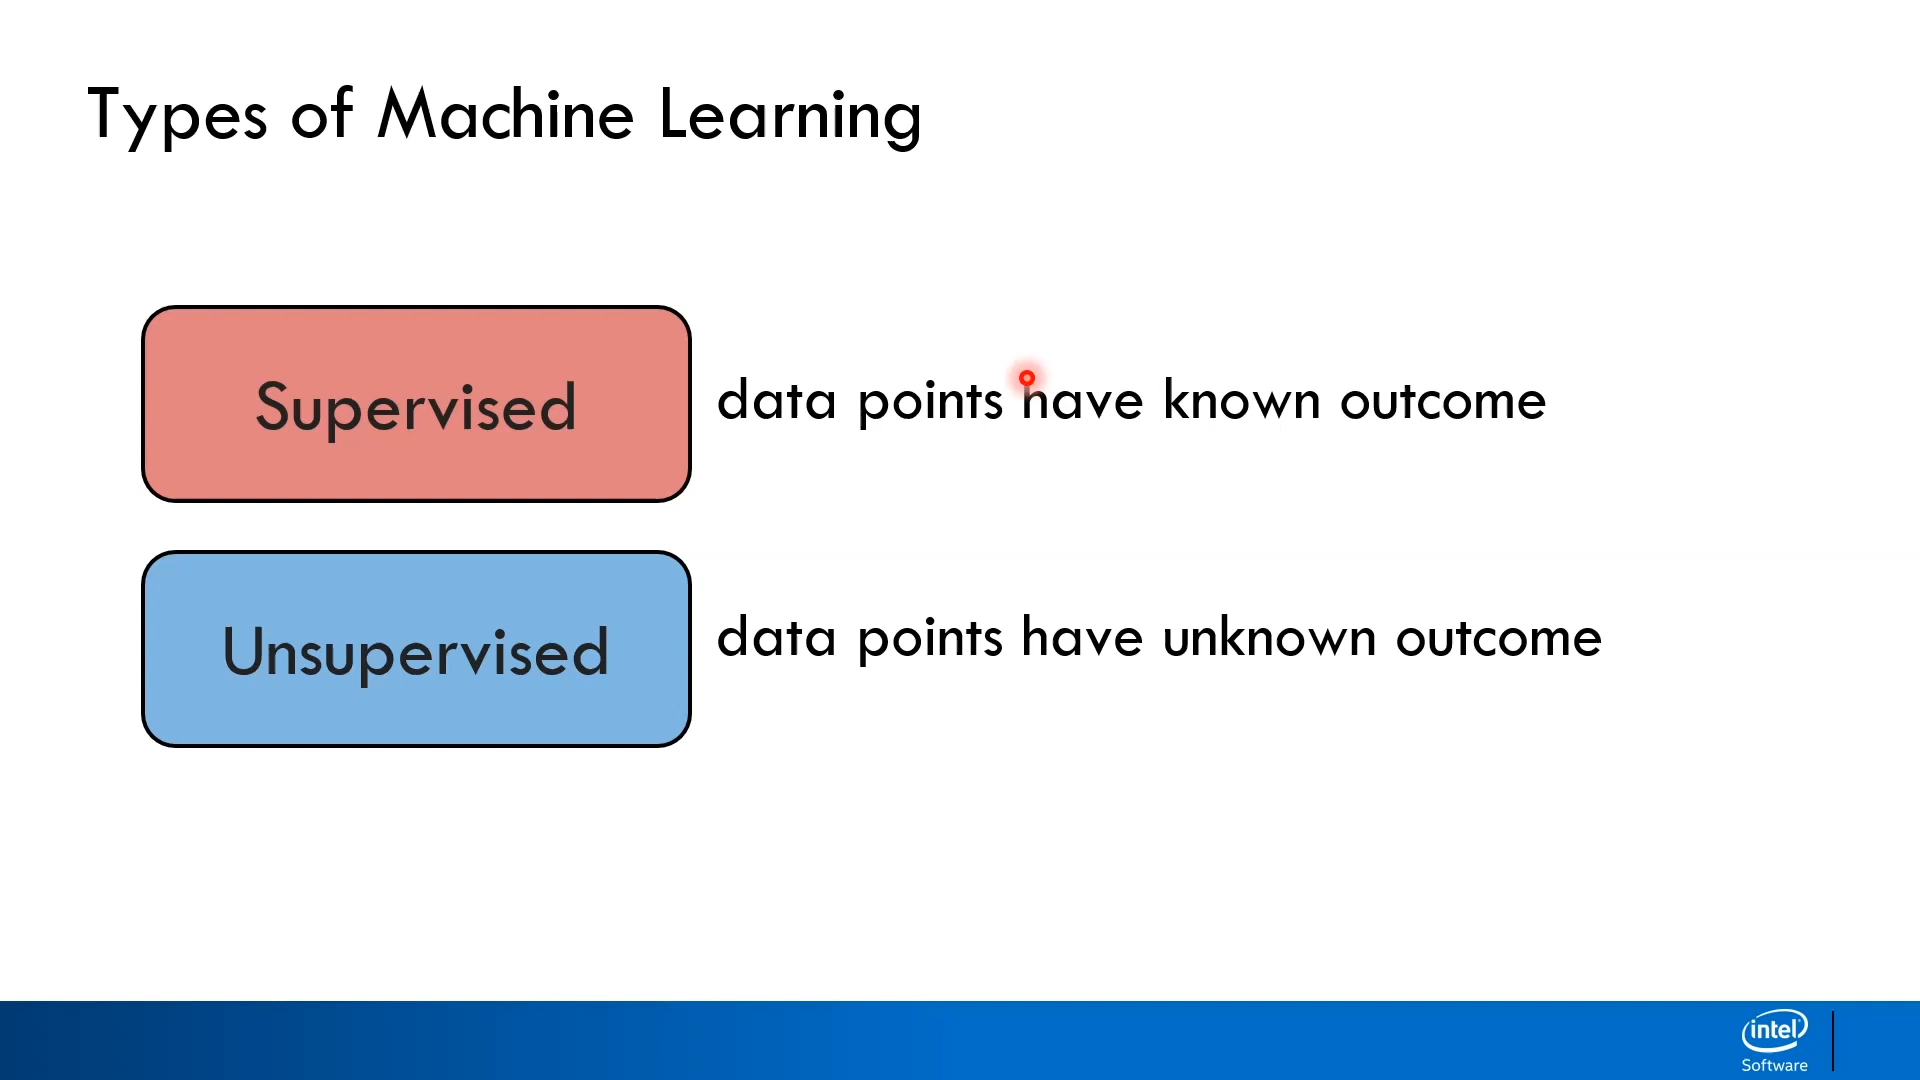 Types of Machine Learning
Supervised
data points have known outcome
Unsupervised
data points have unknown outcome
intel
Software